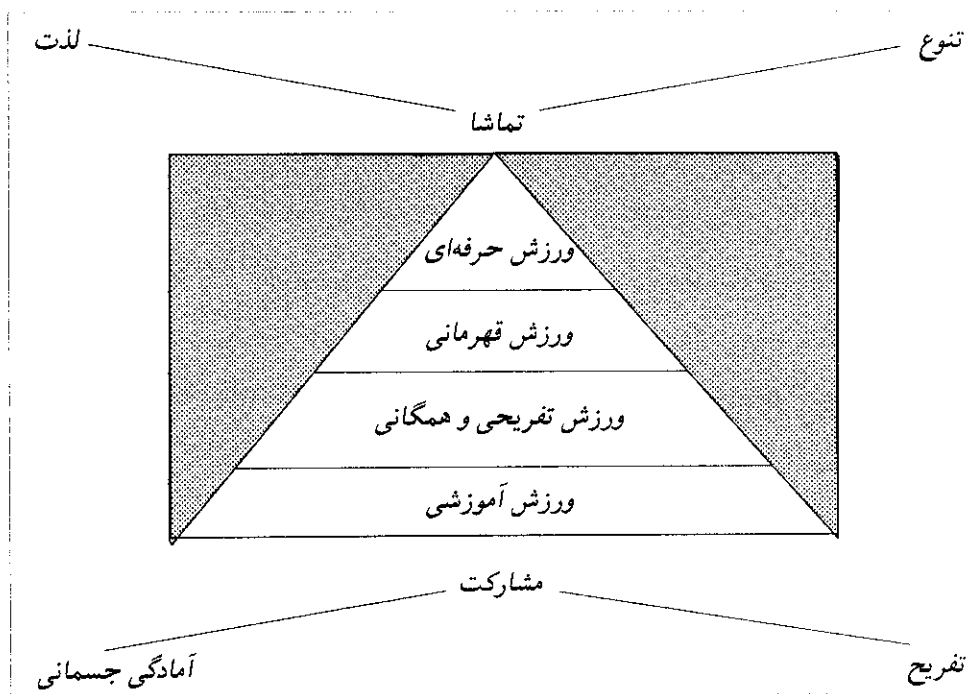 تنوع
لذت
تماشا
ورزش حرفه‌ای
ورزش قهرمانی
ورزش تفریحی و همگانی
ورزش آموزشی
مشارکت
تفریح
آمادگی جسمانی